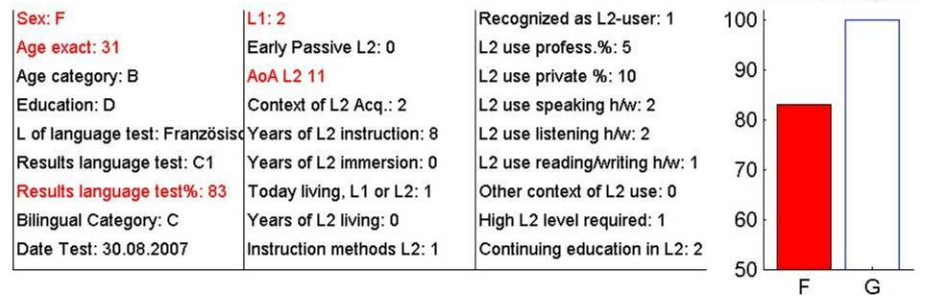 Sex: F
Age exact: 31
Age category: B
Education: D
L of language test: Französisc
Results language test: C1
Results language test%: 83
Bilingual Category: C
Date Test: 30.08.2007
L1: 2
Early Passive L2: 0
AoA L2 11
Context of L2 Acq.: 2
Years of L2 instruction: 8
Years of L2 immersion: 0
Today living, L1 or L2: 1
Years of L2 living: 0
Instruction methods L2: 1
Recognized as L2-user: 1
L2 use profess.%: 5
L2 use private %: 10
L2 use speaking h/w: 2
L2 use listening h/w: 2
L2 use reading/writing h/w: 1
Other context of L2 use: 0
High L2 level required: 1
Continuing education in L2: 2
100
90
80
70
60
50
F
G